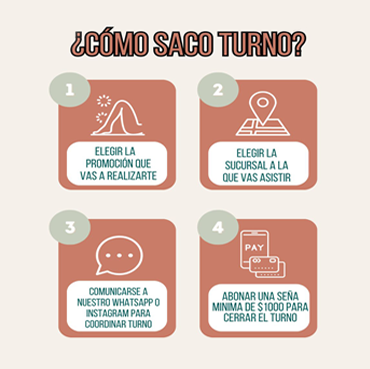 ¿CÓMO SACO TURNO?
1
ELEGIR LA
PROMOCIÓN QUE
VAS A REALIZARTE
2
ELEGIR LA
SUCURSAL A LA
QUE VAS ASISTIR
3
COMUNICARSE A
NUESTRO WHATSAPP O
INSTAGRAM PARA
COORDINAR TURNO
4
PAY
ABONAR UNA SEÑA
MINIMA DE $1000 PARA
CERRAR EL TURNO